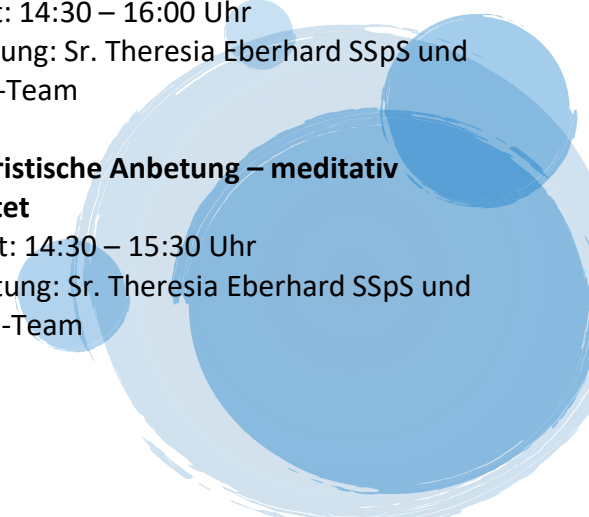 t: 14:30 – 16:00 Uhr
ung: Sr. Theresia Eberhard SSpS und
-Team
ristische Anbetung – meditativ
tet
t: 14:30 – 15:30 Uhr
tung: Sr. Theresia Eberhard SSpS und
-Team